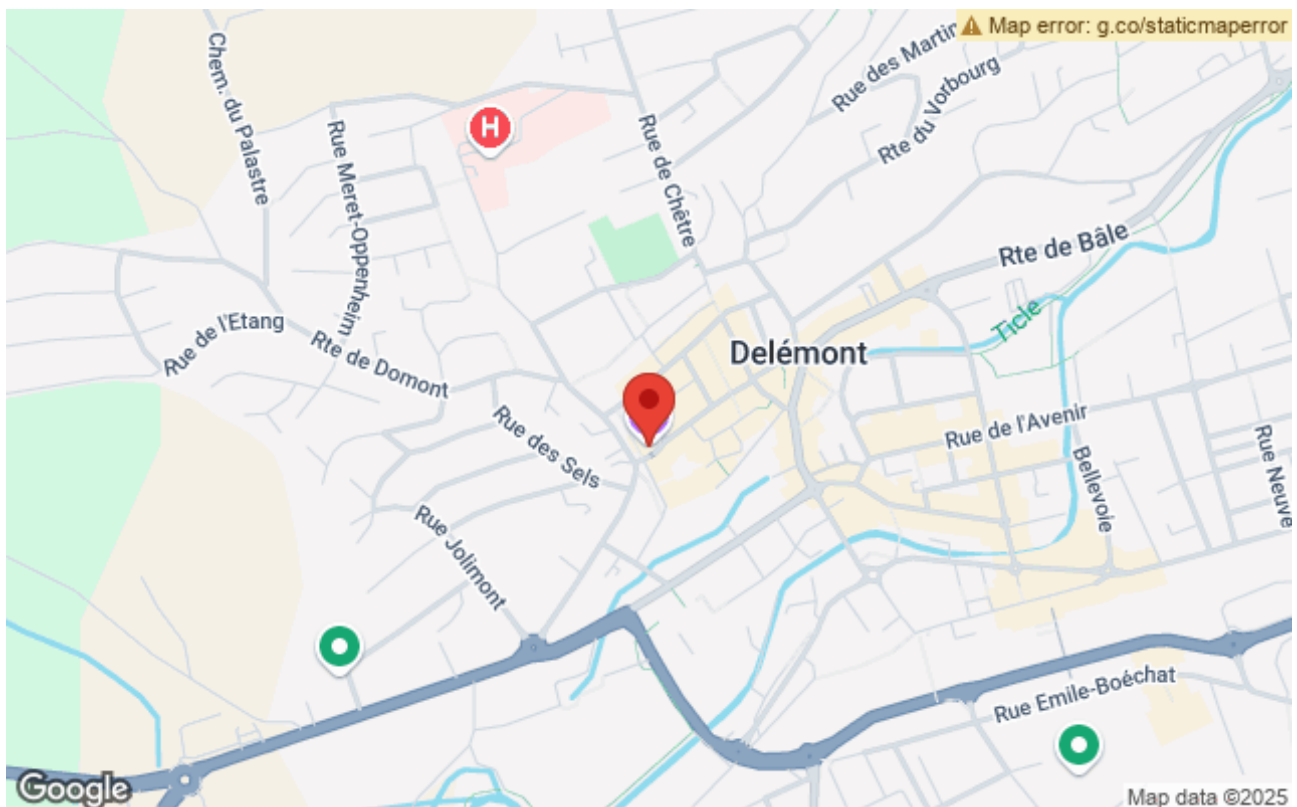 Map error: g.co/staticmaperror
Chem. du Palastre
Rue Meret-Oppenheim
H
Rue de Chêtre
Rue des Martin
Rte du Vorbourg
Rte de Bâle
Ticle
Rue de l'Etang
Rte de Domont
Delémont
Rue des Sels
Rue de l'Avenir
Bellevoie
Rue Neuve
Rue Jolimont
Rue Emile-Boéchat
Google
Map data ©2025